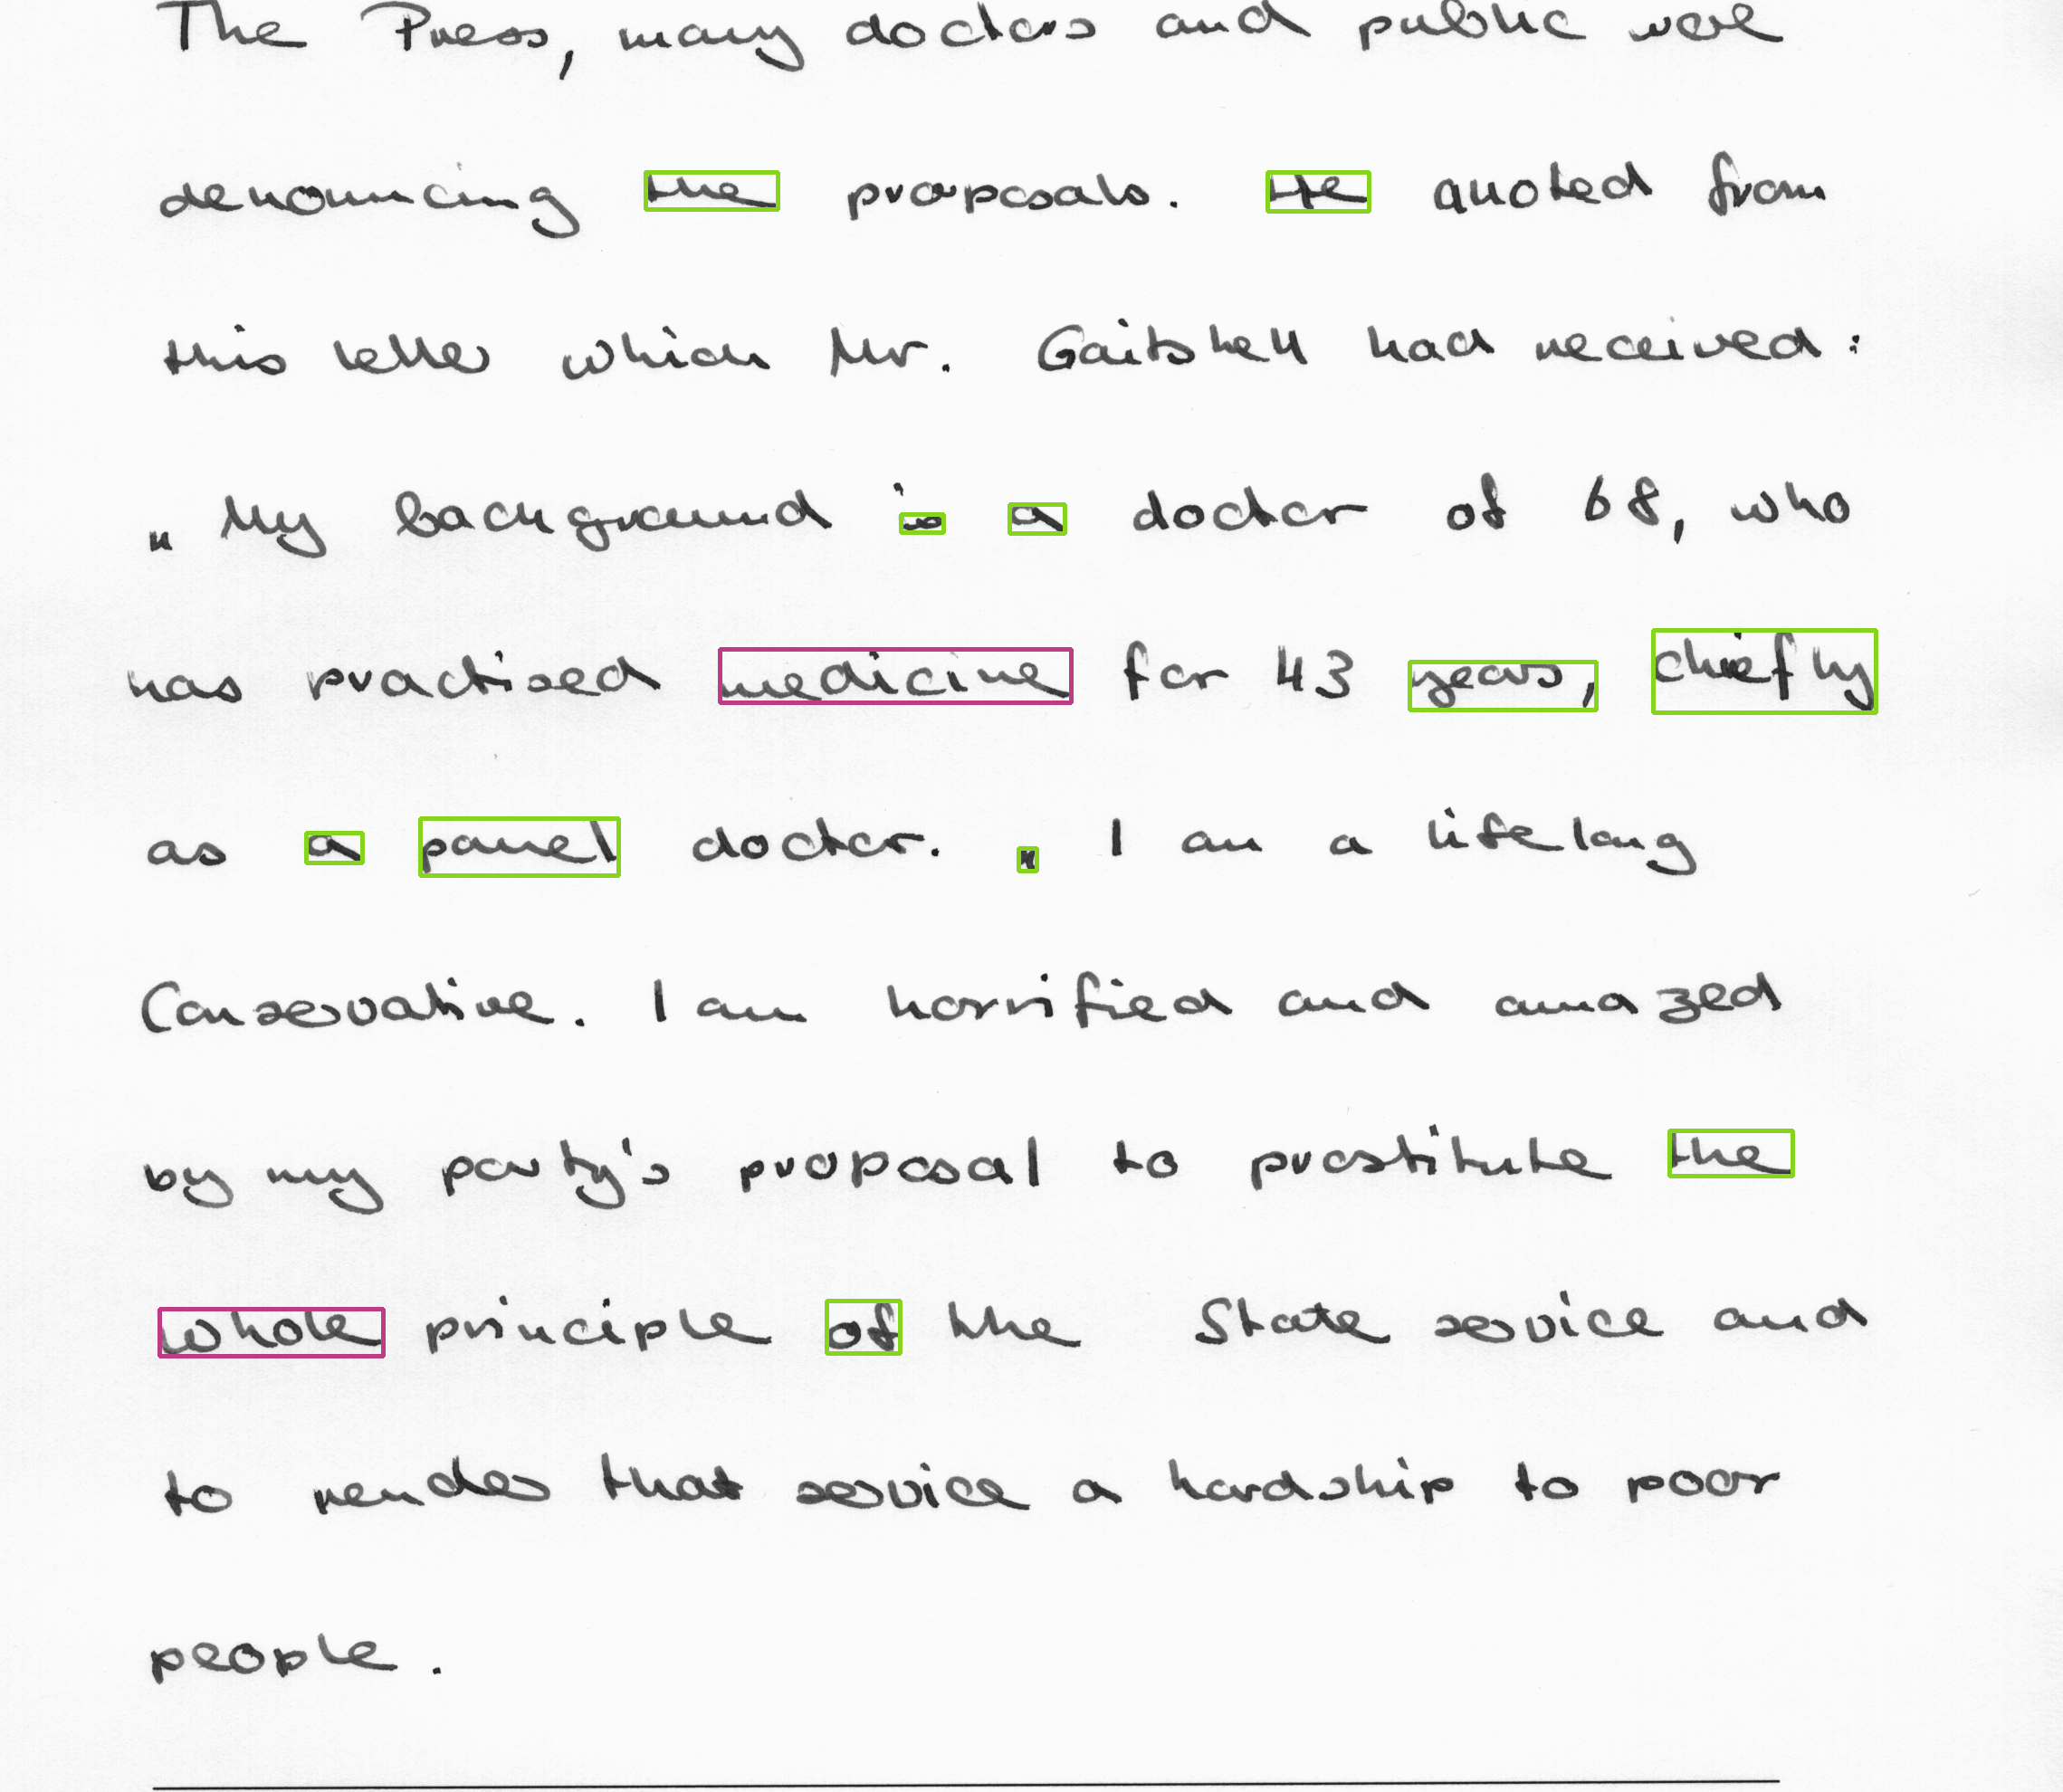 The Press, many doctors and public were
denouncing the proposals. He quoted from
this letter which Mr. Gaitshell had received:
„My background is a doctor of 68, who
has practised medicine for 43 years, chiefly
as a panel doctor. „ I am a lifelong
Conservative. I am horrified and amazed
by my party's proposal to prostitute the
whole principle of the State service and
to render that service a hardship to poor
people.